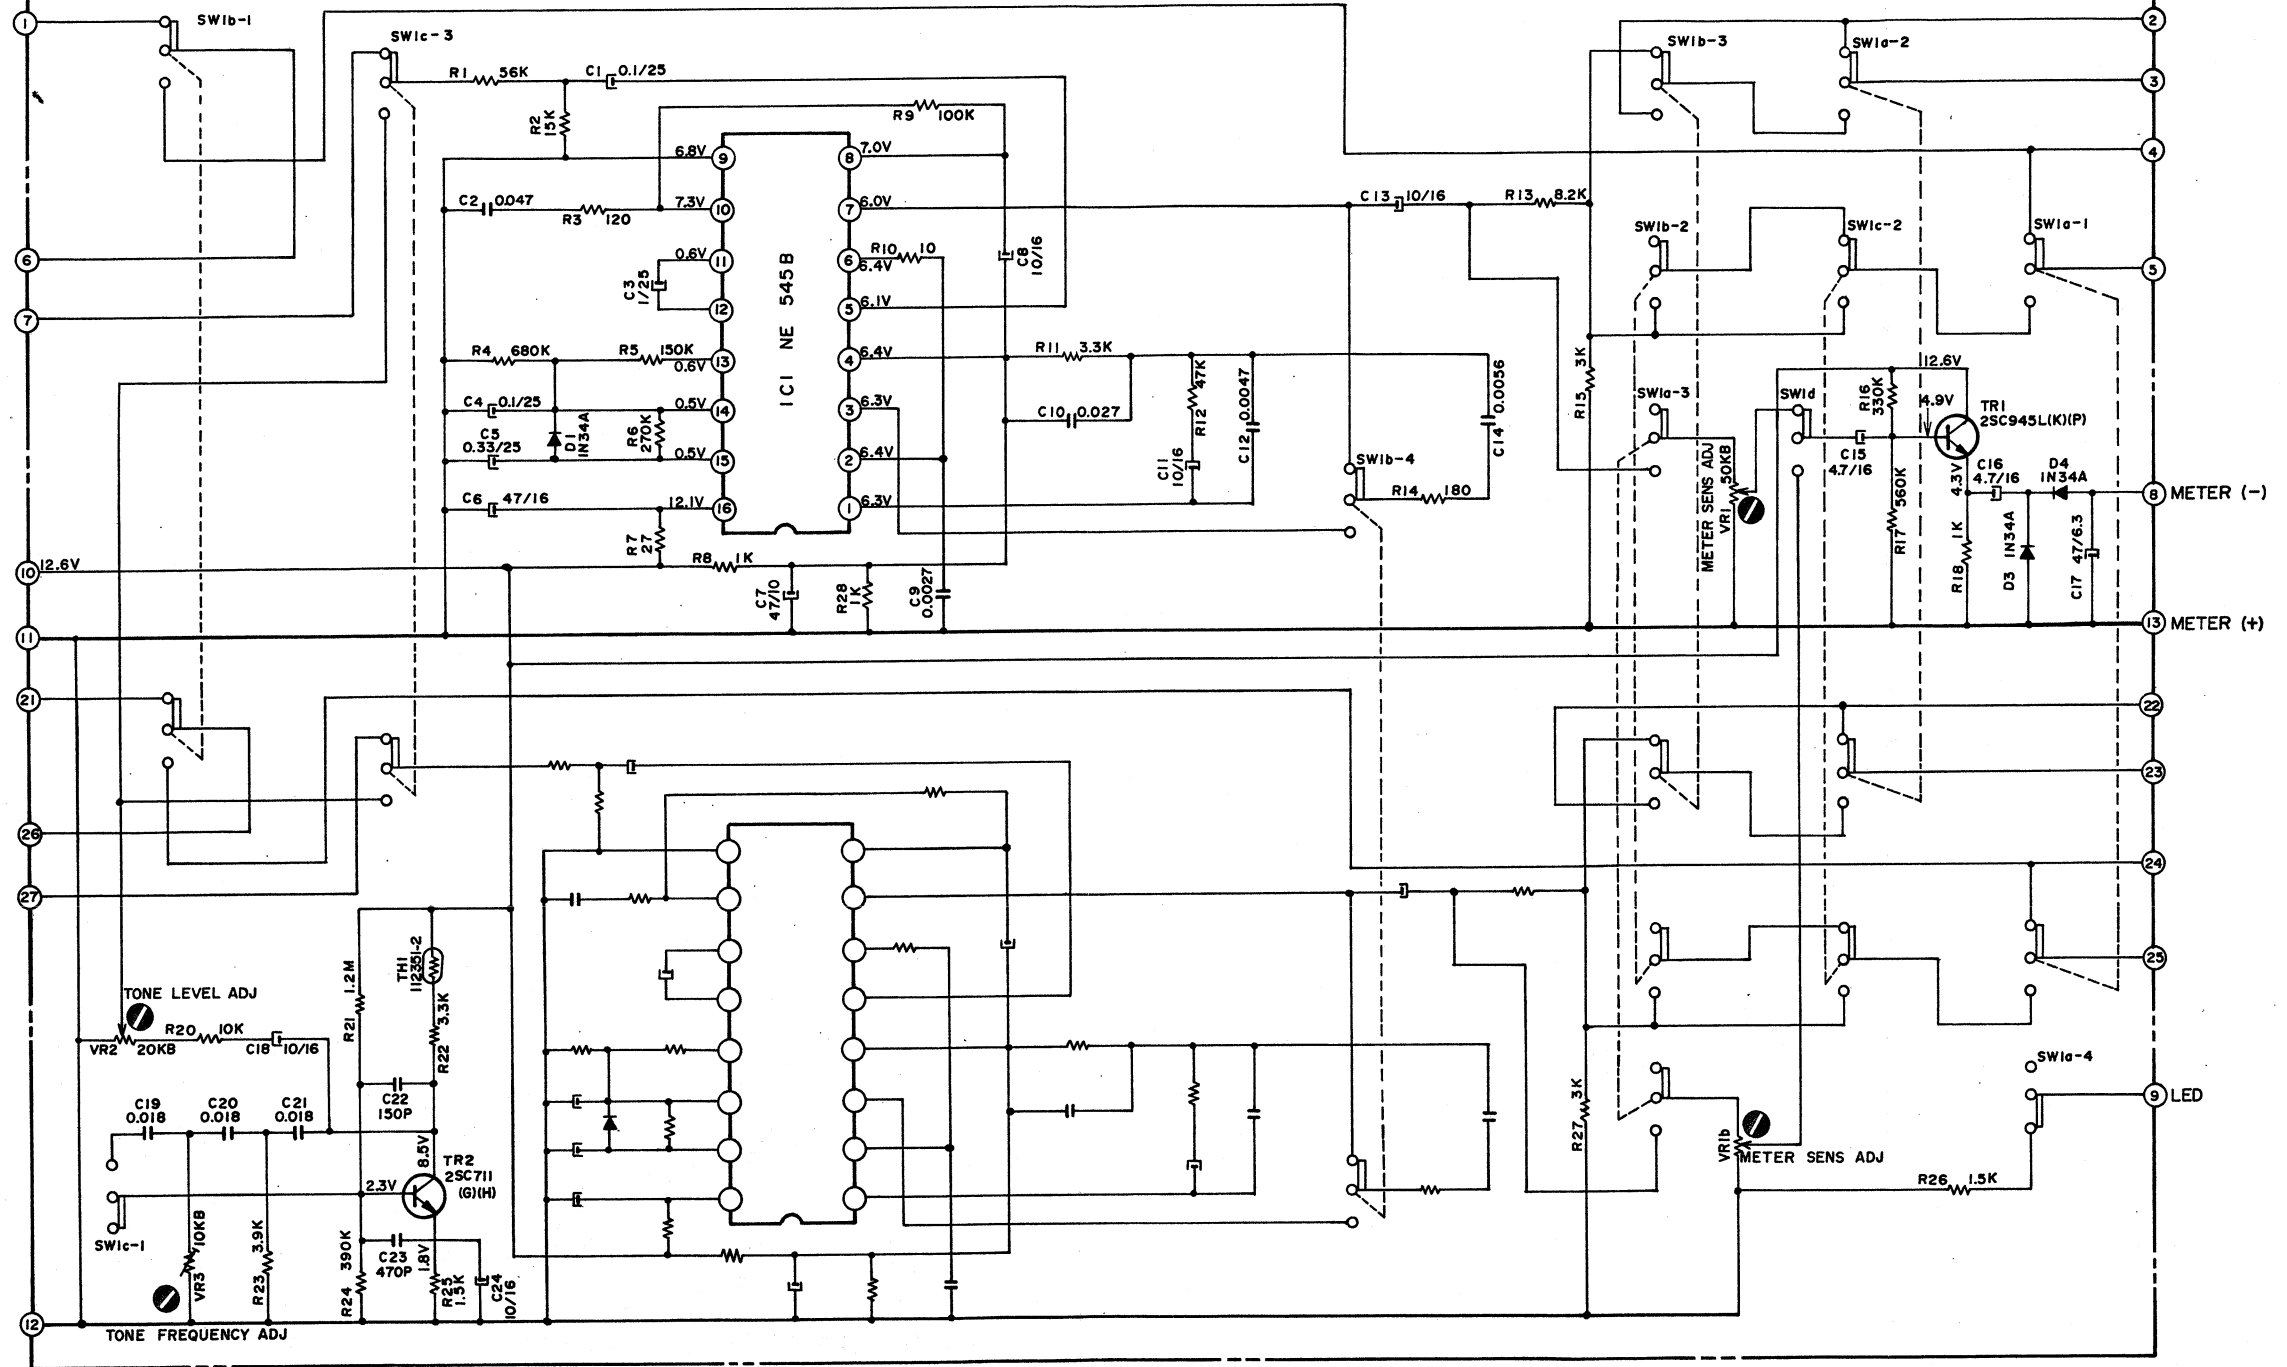 1
SW1b-1
SW1c-3
R1 56K
C1 0.1/25
R2
15K
R9 100K
SW1b-3
SW1a-2
2
3
4
6.8V 9
8 7.0V
C2 0.047
R3 120
7.3V 10
7 6.0V
C13 10/16
R13 8.2K
IC1 NE 545B
R10 10
0.6V 11
6 6.4V
C8
10/16
C3
1/25
12
5 6.1V
SW1b-2
SW1c-2
SW1a-1
5
6
7
R4 680K
R5 150K
0.6V 13
4 6.4V
R11 3.3K
R15 3K
12.6V
C4 0.1/25
0.5V 14
3 6.3V
C10 0.027
R12 47K
C12 0.0047
C14 0.0056
SW1a-3
SW1d
R16
330K
4.9V
TR1
2SC945L(K)(P)
C5
0.33/25
D1
1N34A
R6
270K
0.5V 15
2 6.4V
C11
10/16
SW1b-4
METER SENS ADJ
VR1 50KB
C15
4.7/16
4.3V
C16
4.7/16
D4
1N34A
8 METER (-)
C6 47/16
12.1V 16
1 6.3V
R14 180
R17 560K
R18 1K
D3 1N34A
C17 47/6.3
R7
27
10 12.6V
R8 1K
C7
47/10
R28
1K
C9
0.0027
11
13 METER (+)
21
22
23
24
25
26
27
TONE LEVEL ADJ
VR2 20KB
R20 10K
C18 10/16
R21 1.2M
TH1
112351-2
R22 3.3K
C22
150P
C19
0.018
C20
0.018
C21
0.018
8.5V
TR2
2SC711
(G)(H)
2.3V
SW1c-1
VR3 10KB
R23 3.9K
R24 390K
C23
470P
1.8V
R25
1.5K
C24
10/16
12
TONE FREQUENCY ADJ
SW1a-4
9 LED
R27 3K
VR1b
METER SENS ADJ
R26 1.5K